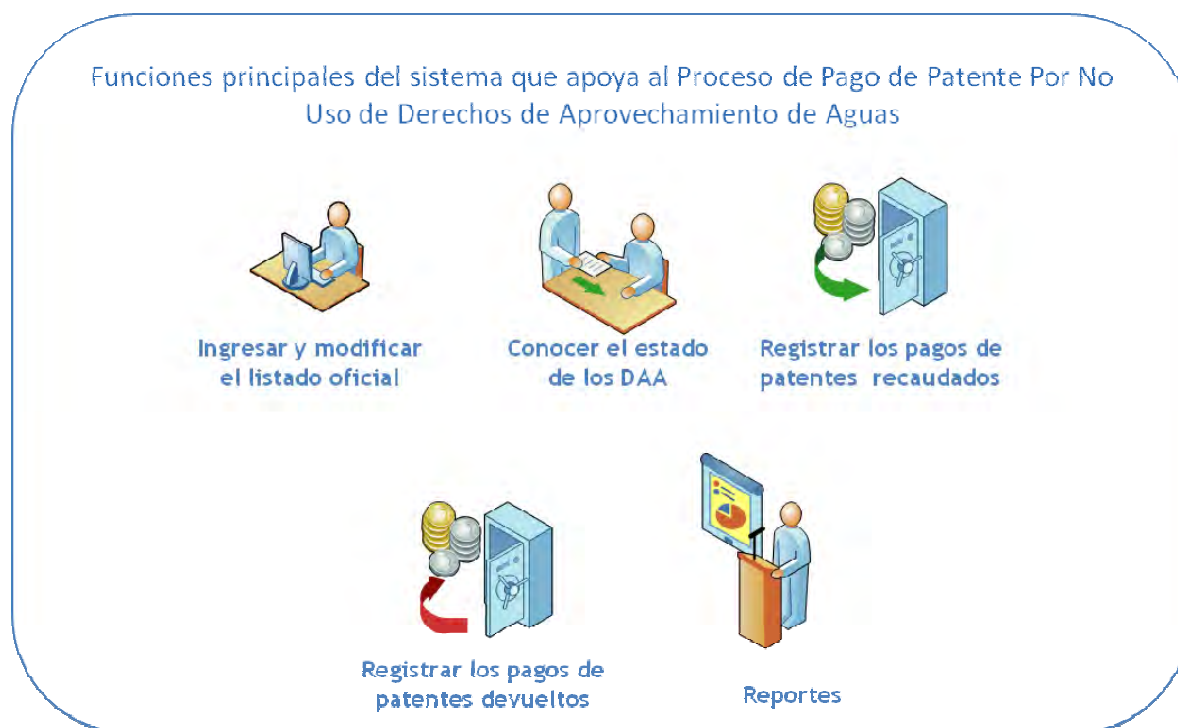 Funciones principales del sistema que apoya al Proceso de Pago de Patente Por No
Uso de Derechos de Aprovechamiento de Aguas
Ingresar y modificar
el listado oficial
Conocer el estado
de los DAA
Registrar los pagos de
patentes recaudados
Registrar los pagos de
patentes devueltos
Reportes